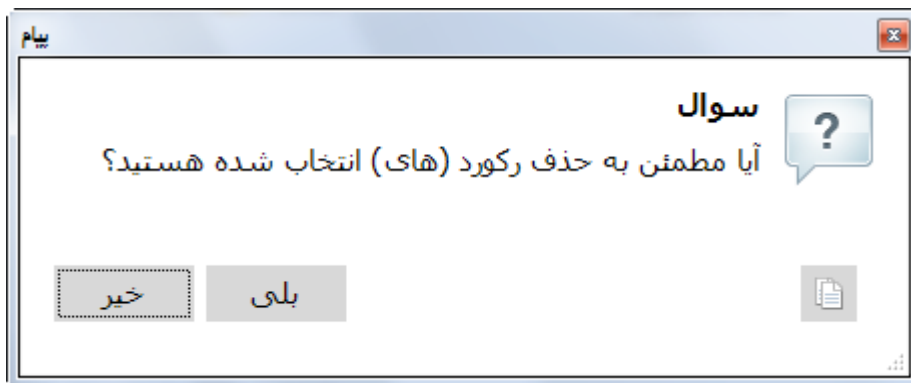 پیام
سوال
آیا مطمئن به حذف رکورد (های) انتخاب شده هستید؟
بلی
خیر